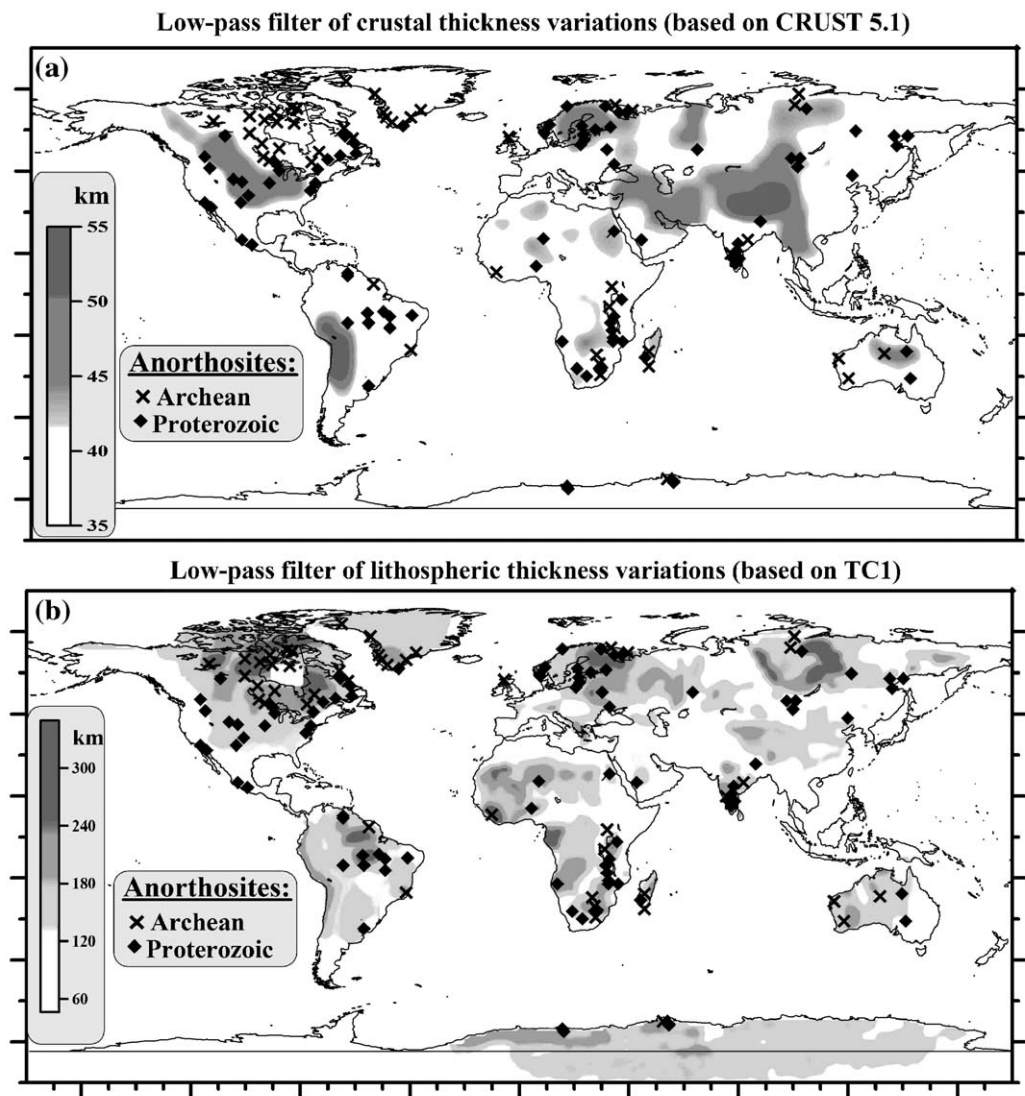 Low-pass filter of crustal thickness variations (based on CRUST 5.1)
(a)
km
55
50
45
40
35
Anorthosites:
Archean
Proterozoic
Low-pass filter of lithospheric thickness variations (based on TC1)
(b)
km
300
240
180
120
60
Anorthosites:
Archean
Proterozoic